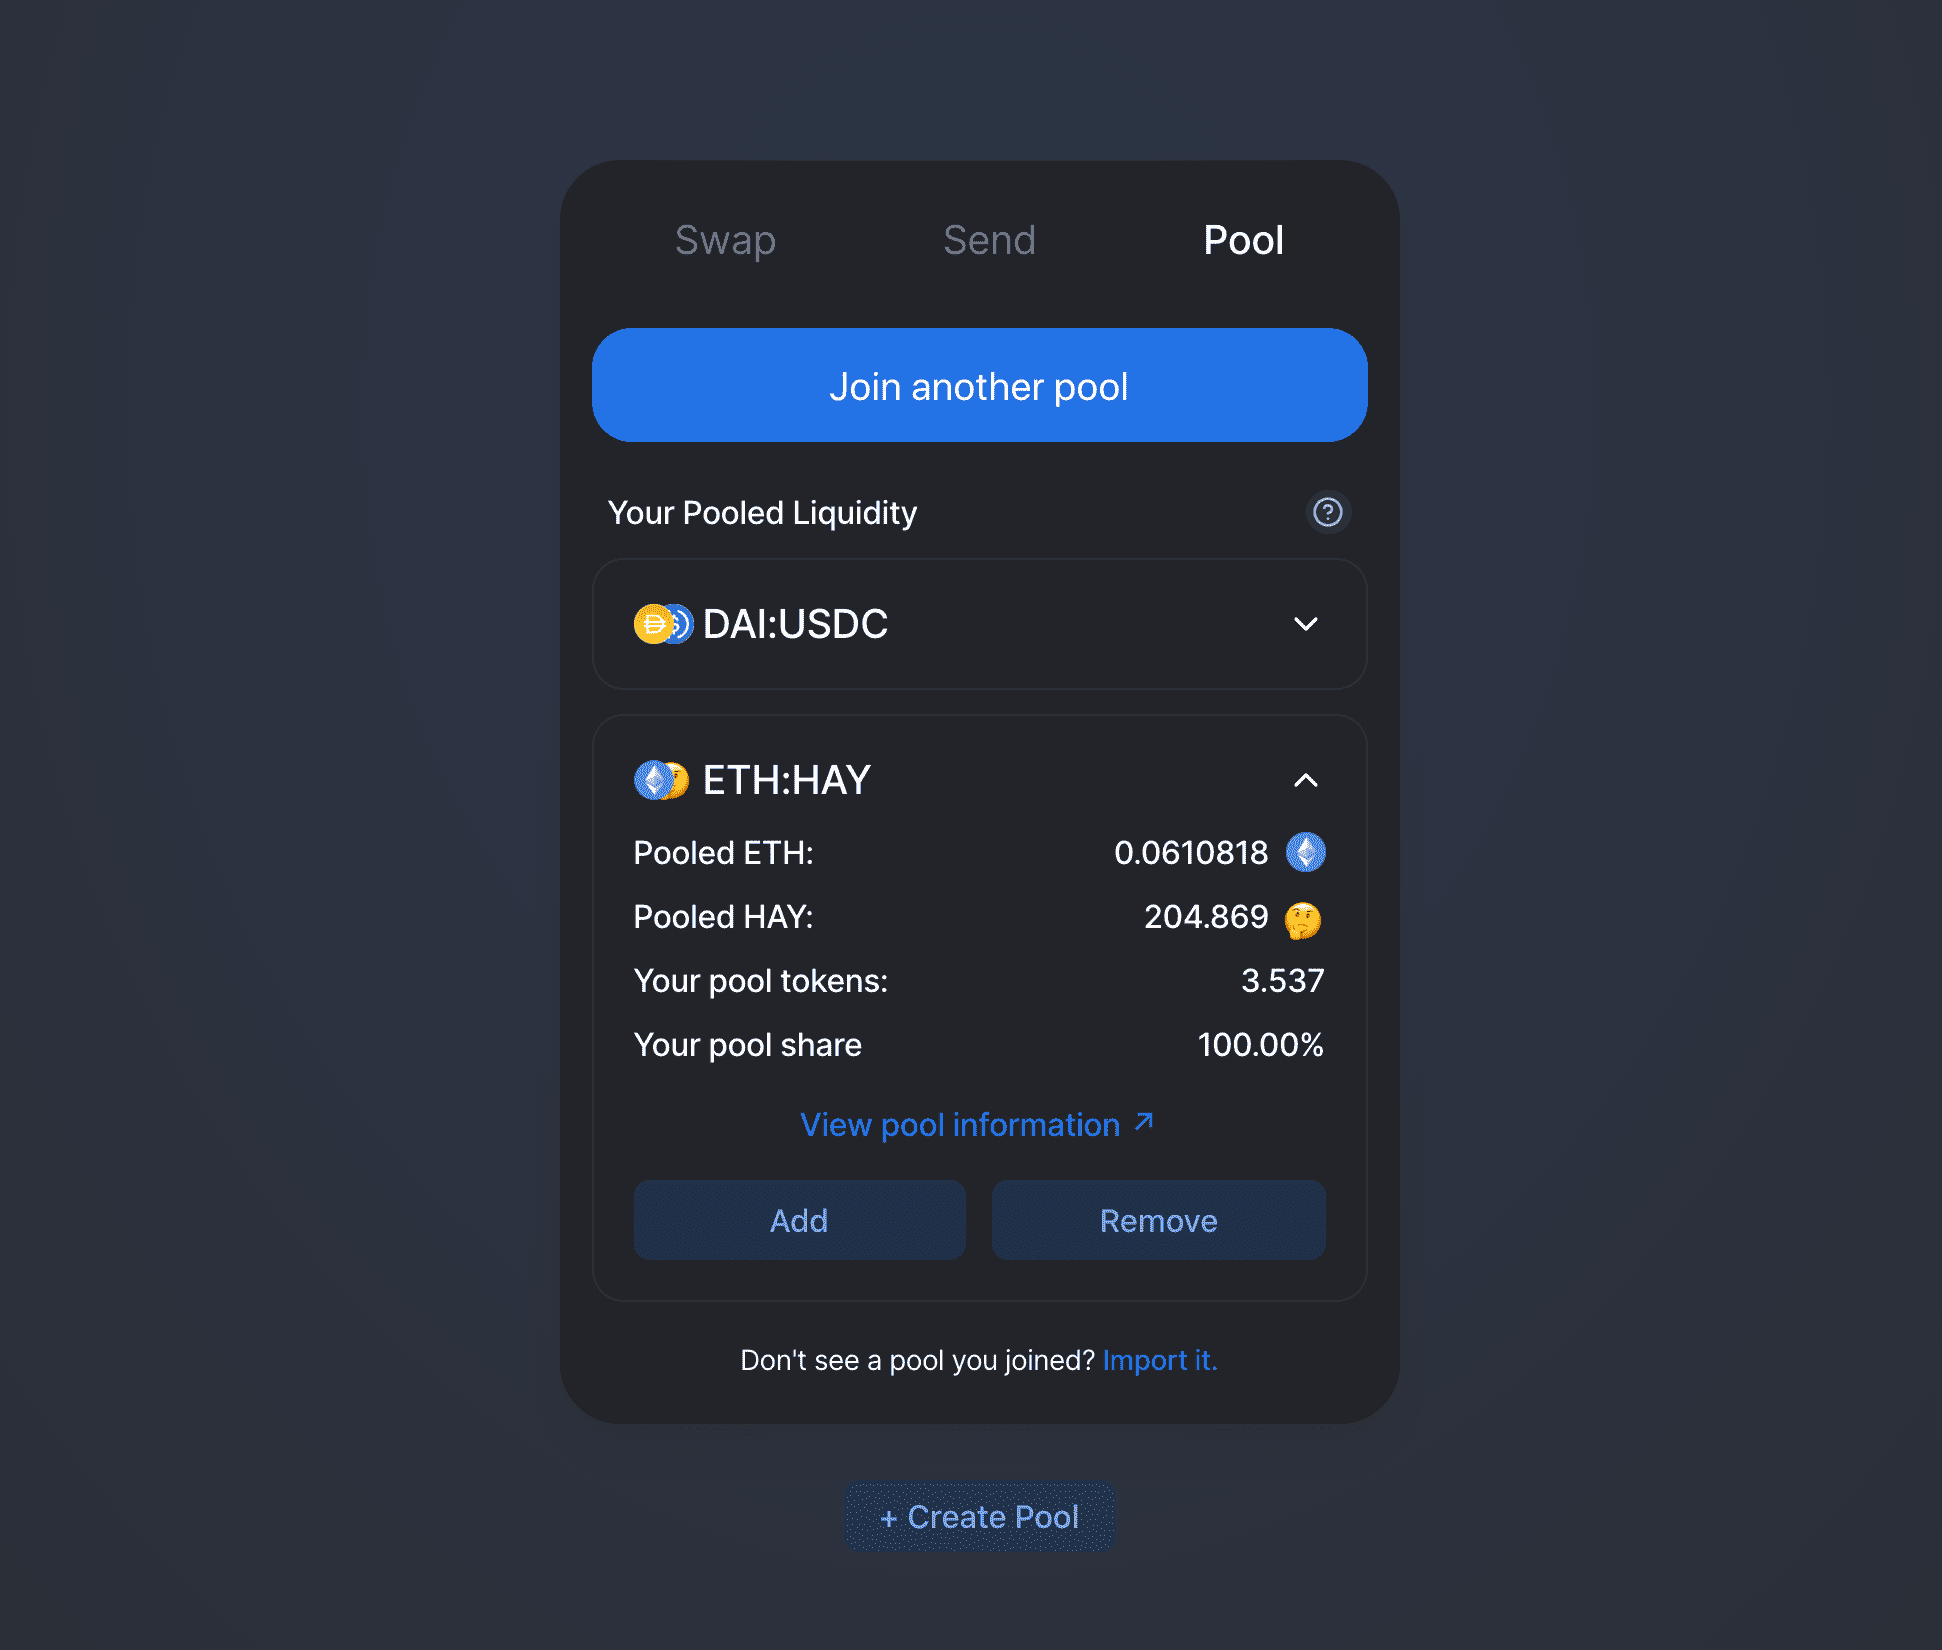 Swap Send Pool
Join another pool
Your Pooled Liquidity ?
DAI:USDC
ETH:HAY
Pooled ETH: 0.0610818
Pooled HAY: 204.869
Your pool tokens: 3.537
Your pool share 100.00%
View pool information ↗
Add Remove
Don't see a pool you joined? Import it.
+ Create Pool